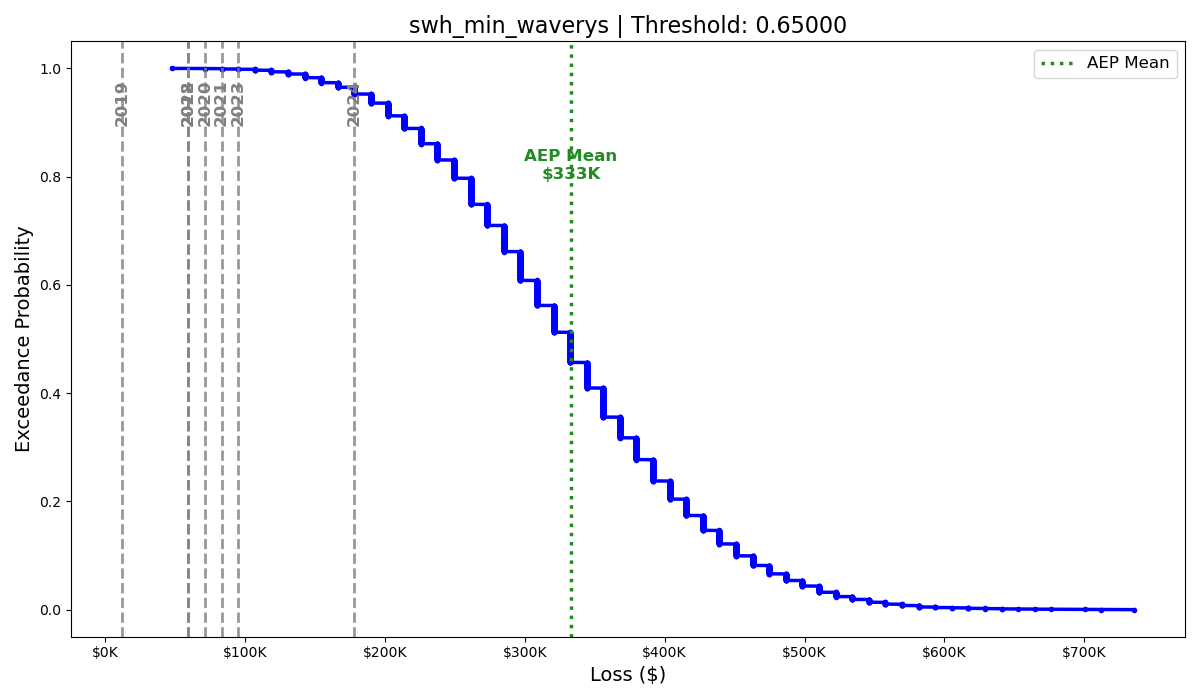 swh_min_waverys | Threshold: 0.65000
AEP Mean
1.0
0.8
0.6
0.4
0.2
0.0
Exceedance Probability
2019
2020
2021
2023
AEP Mean
$333K
$0K
$100K
$200K
$300K
$400K
$500K
$600K
$700K
Loss ($)